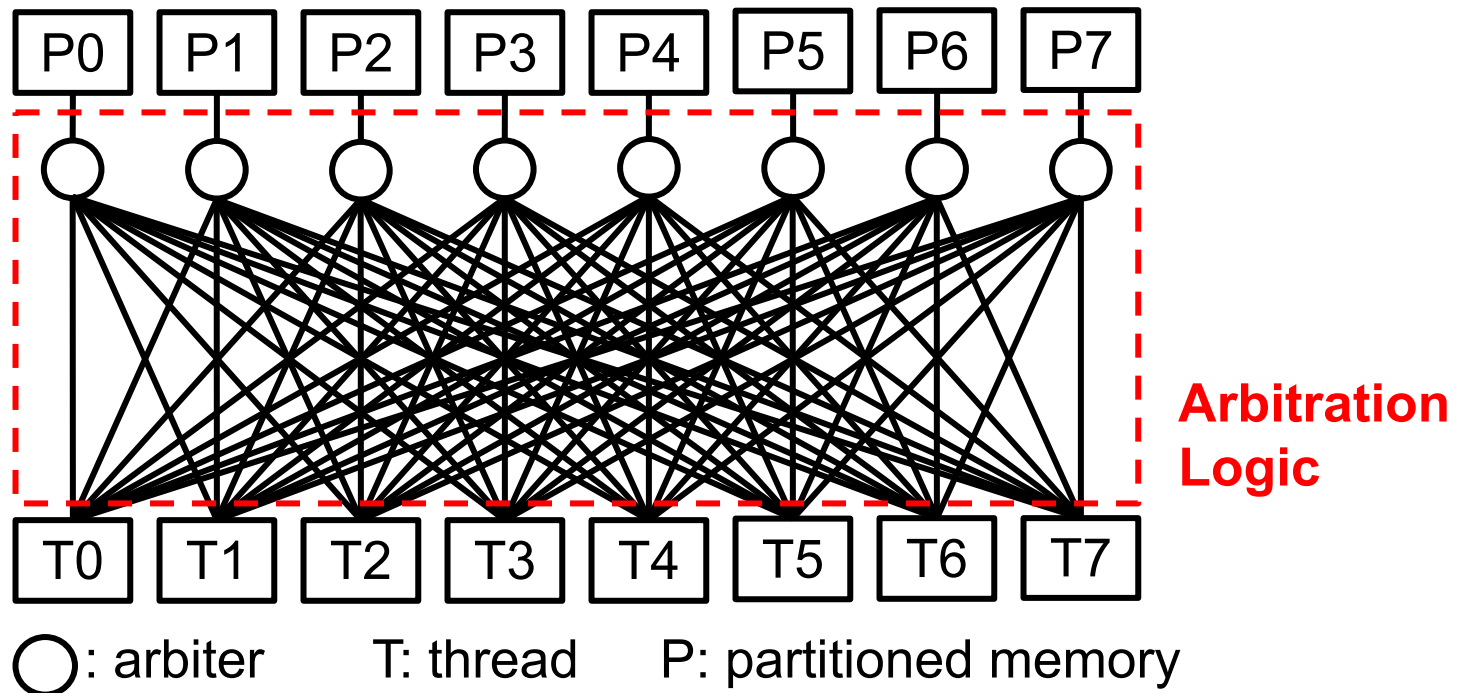 P0 P1 P2 P3 P4 P5 P6 P7
Arbitration
Logic
T0 T1 T2 T3 T4 T5 T6 T7
: arbiter T: thread P: partitioned memory